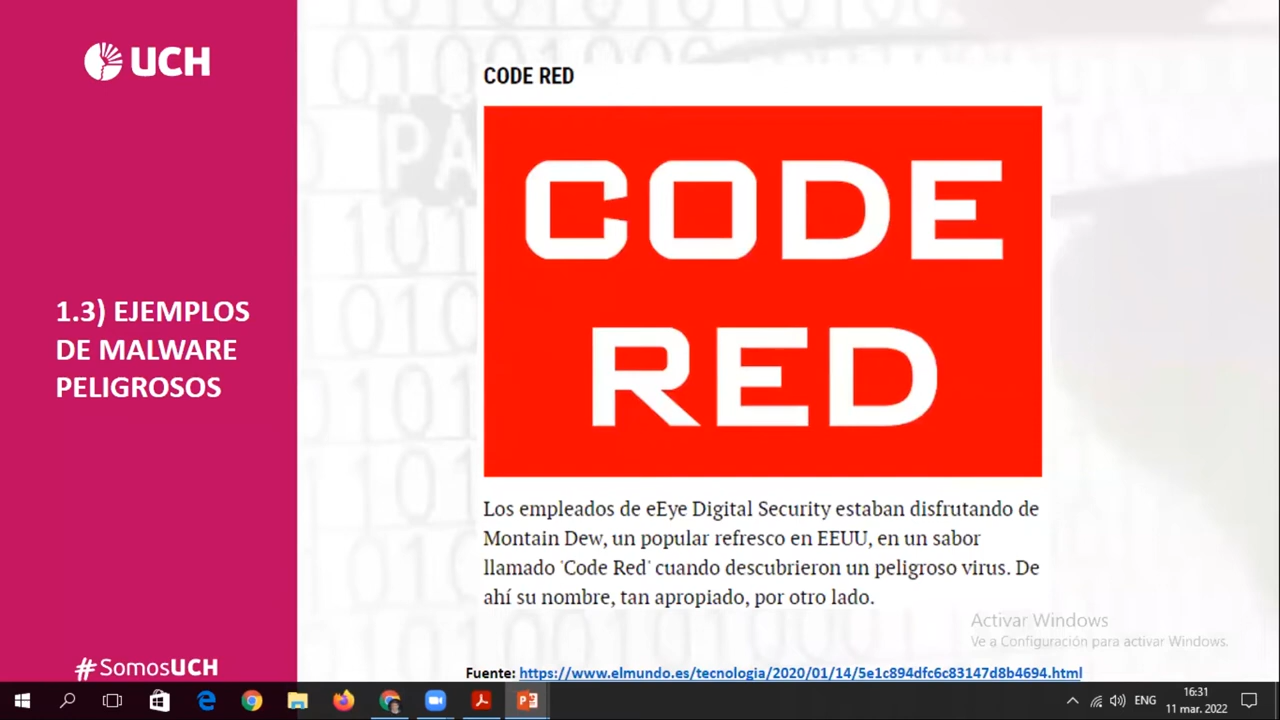 UCH
CODE RED
CODE
RED
1.3) EJEMPLOS
DE MALWARE
PELIGROSOS
Los empleados de eEye Digital Security estaban disfrutando de
Montain Dew, un popular refresco en EEUU, en un sabor
llamado 'Code Red' cuando descubrieron un peligroso virus. De
ahí su nombre, tan apropiado, por otro lado.
Activar Windows
Ve a Configuración para activar Windows.
#SomosUCH
Fuente: https://www.elmundo.es/tecnologia/2020/01/14/5e1c894dfc6c83147d8b4694.html
ENG
16:31
11 mar. 2022